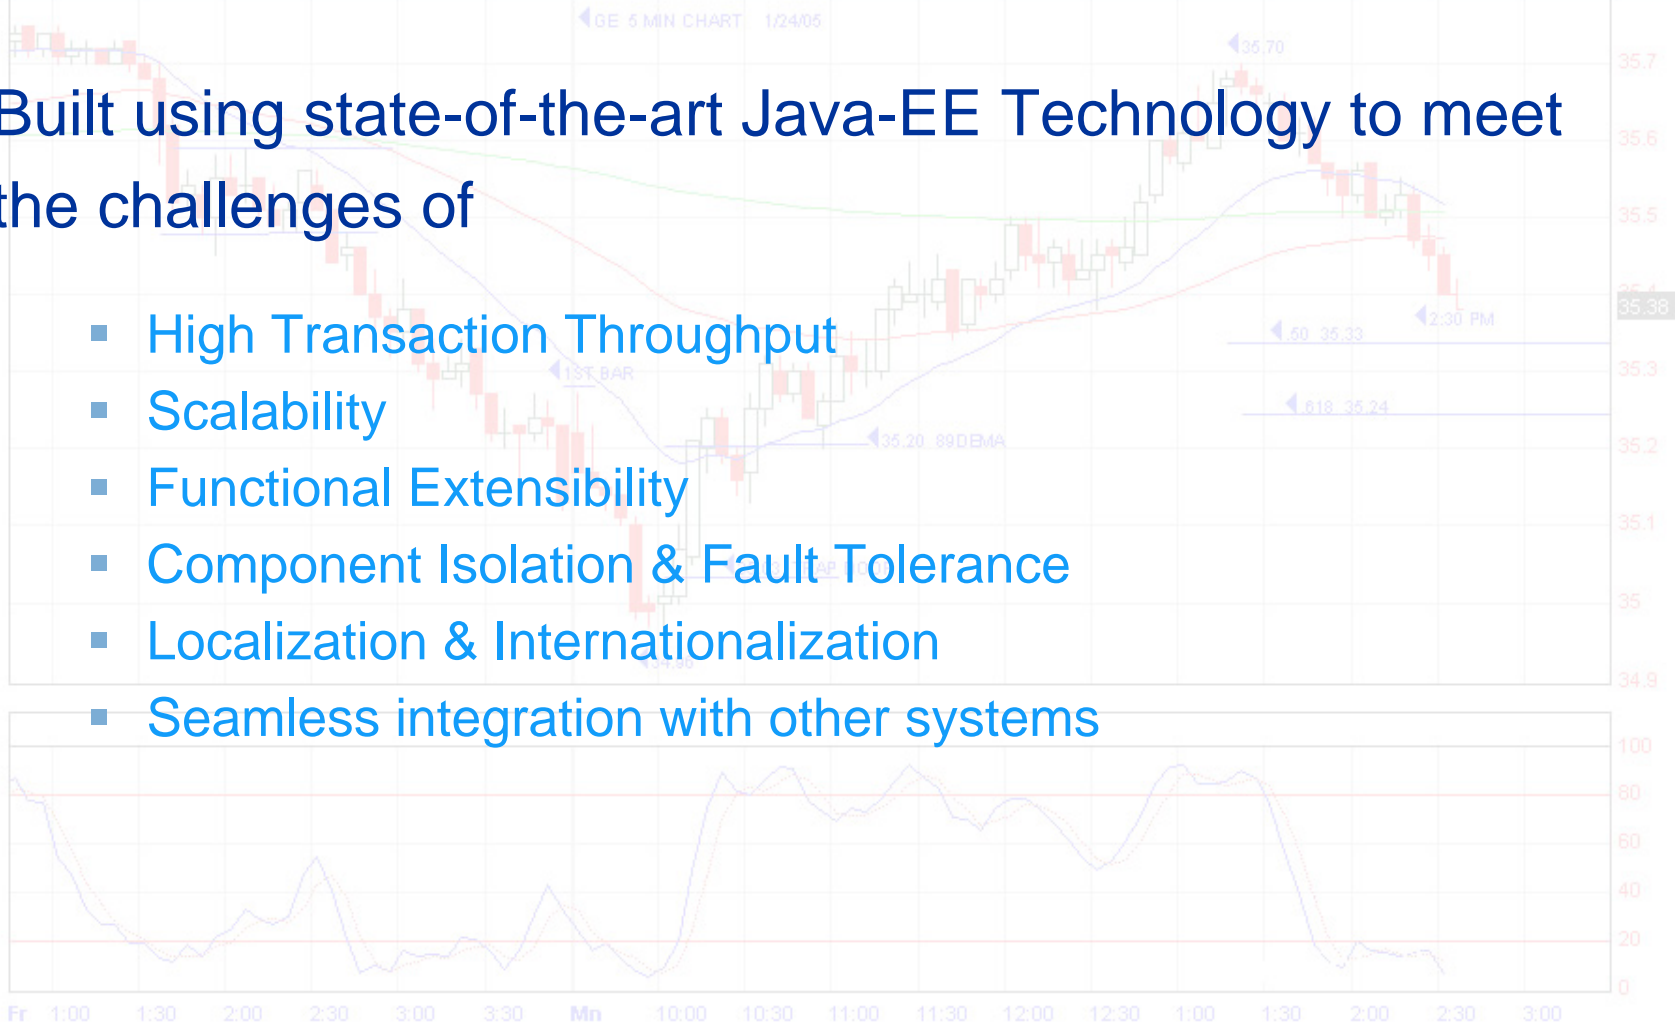 GE 5 MIN CHART 1/24/05
35.70
35.7
Built using state-of-the-art Java-EE Technology to meet
35.6
the challenges of
35.5
35.38
2:30 PM
High Transaction Throughput
.50 35.33
1ST BAR
35.3
Scalability
.618 35.24
35.20 89DEMA
35.2
Functional Extensibility
35.1
Component Isolation & Fault Tolerance
35
Localization & Internationalization
34.9
Seamless integration with other systems
100
80
60
40
20
0
Fr 1:00 1:30 2:00 2:30 3:00 3:30 Mn 10:00 10:30 11:00 11:30 12:00 12:30 1:00 1:30 2:00 2:30 3:00